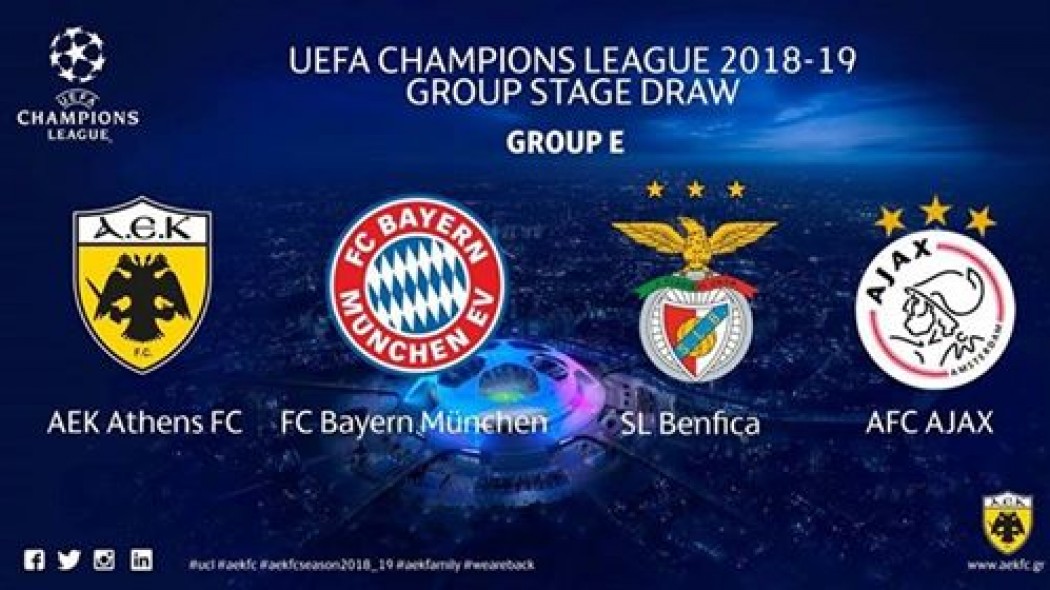 UEFA CHAMPIONS LEAGUE 2018-19
GROUP STAGE DRAW
GROUP E
UEFA
CHAMPIONS
LEAGUE
A.E.K
F.C.
FC BAYERN
MÜNCHEN EV
AJAX
AMSTERDAM
AEK Athens FC
FC Bayern München
SL Benfica
AFC AJAX
A.E.K
#ucl #aekfc #aekfcseason2018_19 #aekfamily #weareback
www.aekfc.gr